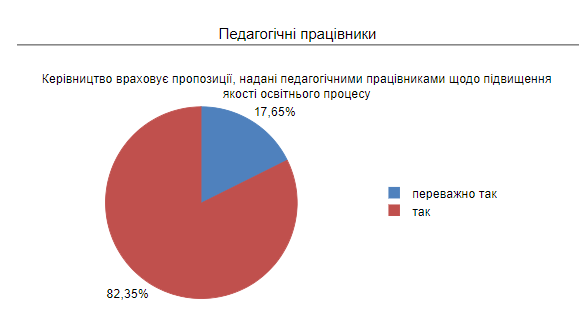 Педагогічні працівники
Керівництво враховує пропозиції, надані педагогічними працівниками щодо підвищення
якості освітнього процесу
17,65%
переважно так
так
82,35%